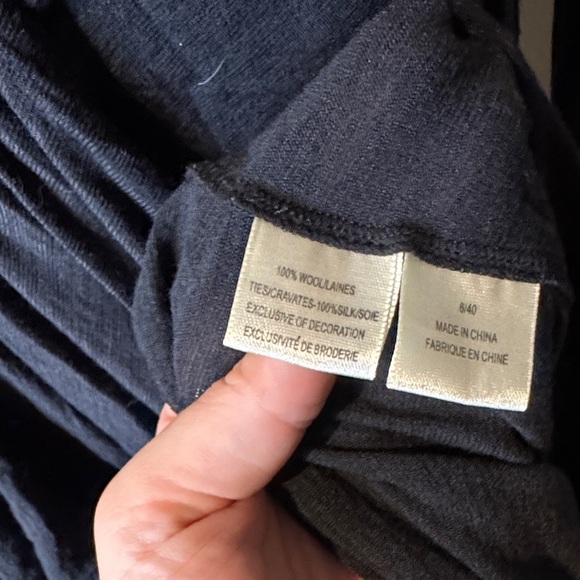 100% WOOL/LAINES
TIES/CRAVATES-100%SILK/SOIE
EXCLUSIVE OF DECORATION
EXCLUSIVITÉ DE BRODERIE
8/40
MADE IN CHINA
FABRIQUE EN CHINE